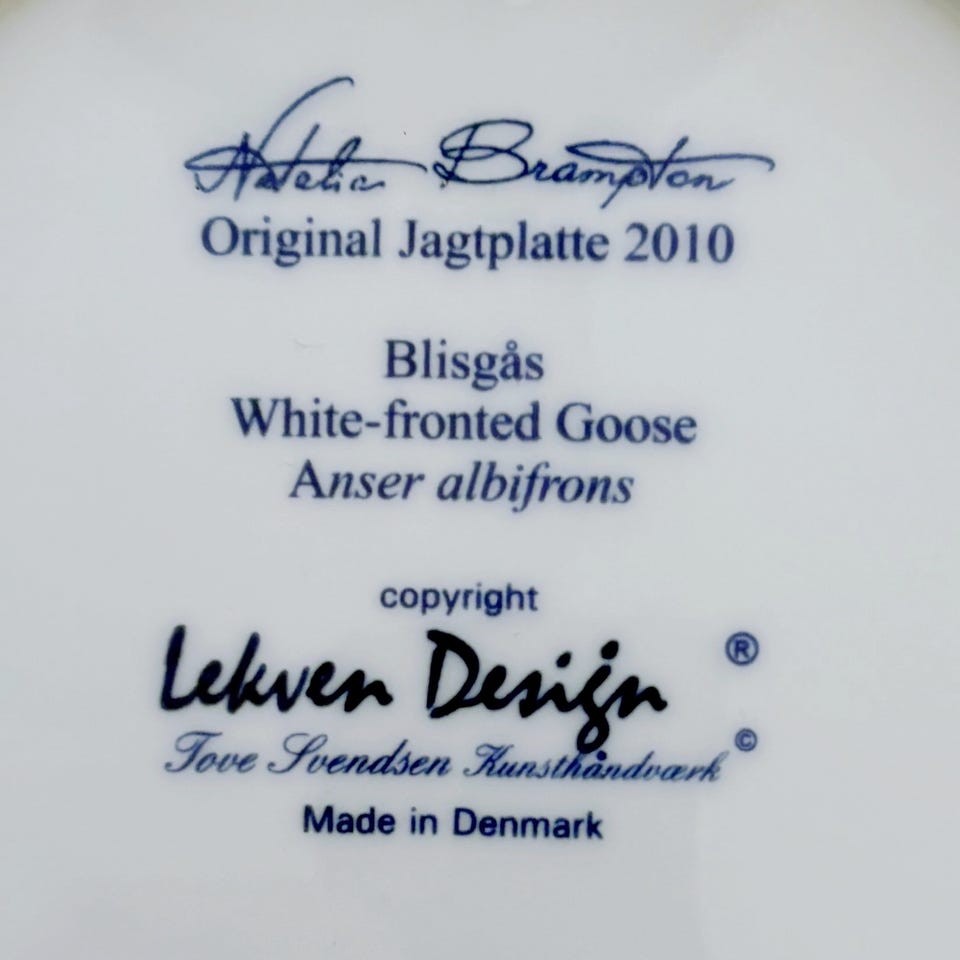 Natalia Brampton
Original Jagtplatte 2010
Blisgås
White-fronted Goose
Anser albifrons
copyright
Lekven Design ®
Tove Svendsen Kunsthåndværk ©
Made in Denmark